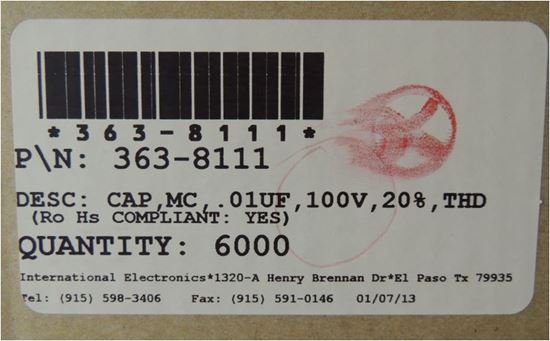 *363-8111*
P\N: 363-8111
DESC: CAP,MC,.01UF,100V,20%,THD
(Ro Hs COMPLIANT: YES)
QUANTITY: 6000
International Electronics*1320-A Henry Brennan Dr*El Paso Tx 79935
Tel: (915) 598-3406 Fax: (915) 591-0146 01/07/13